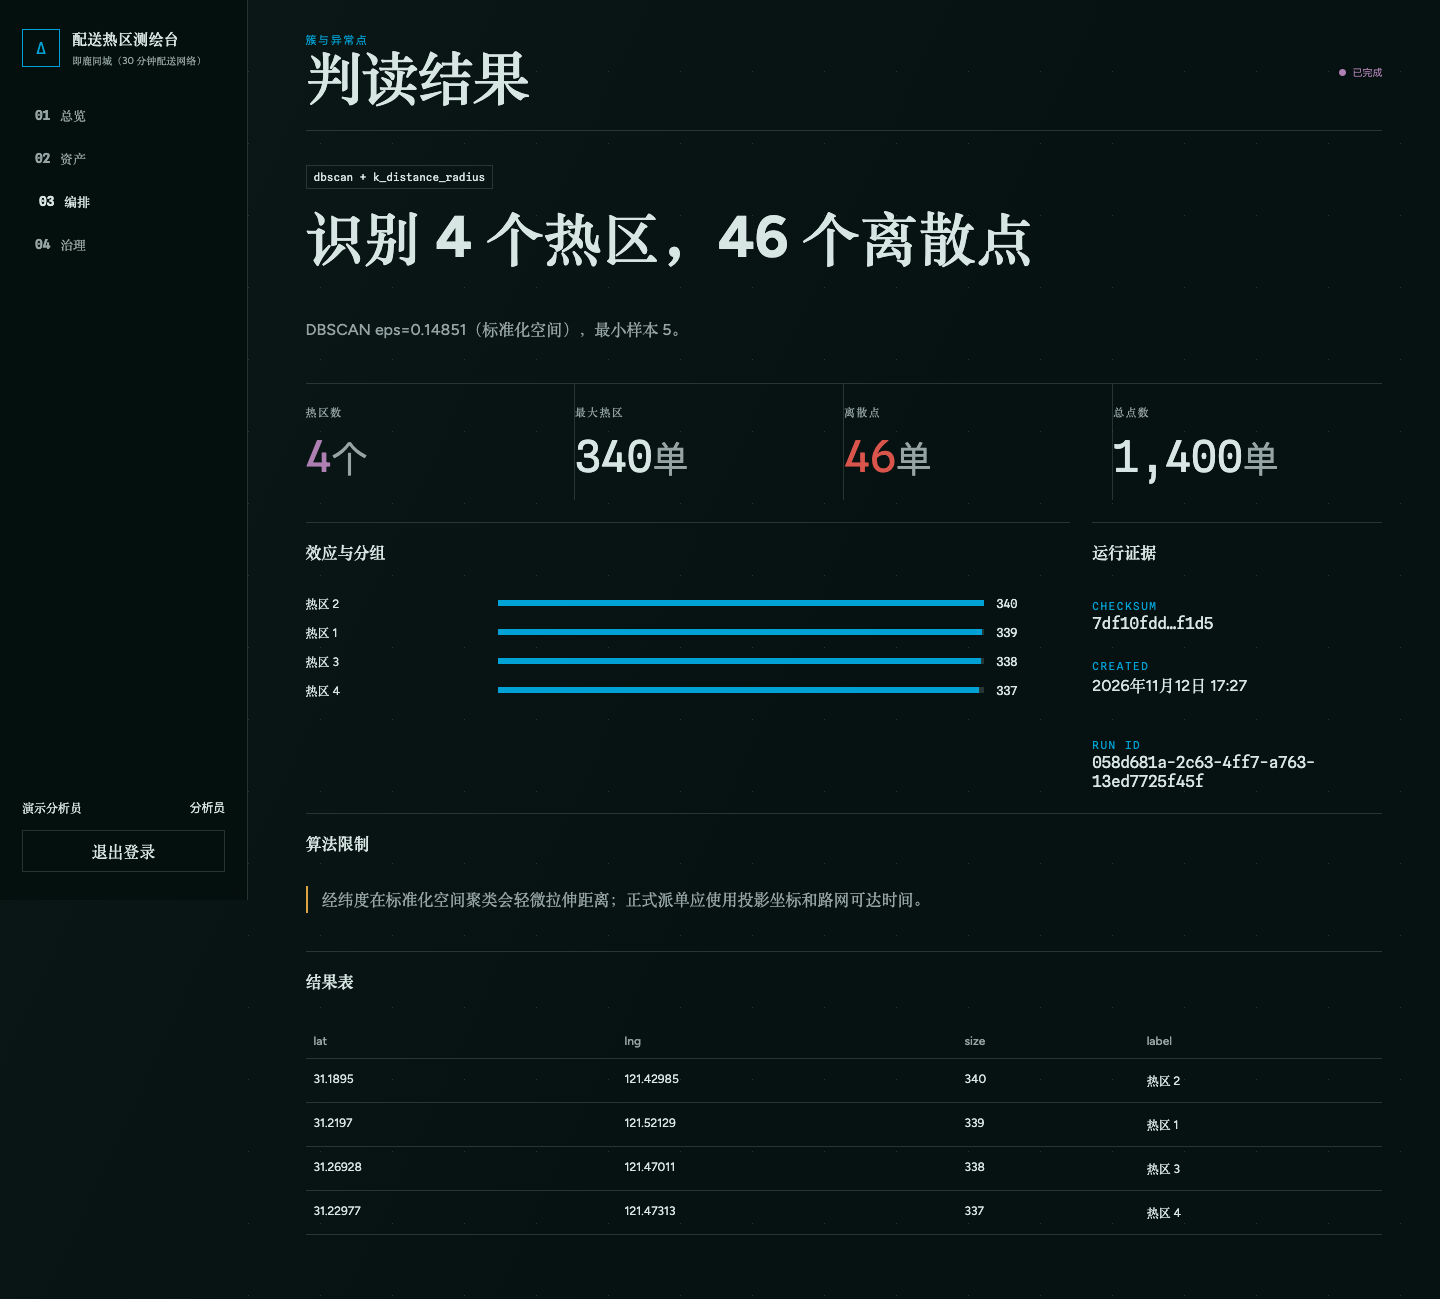 Δ
配送热区测绘台
即鹿同城（30 分钟配送网络）
01 总览
02 资产
03 编排
04 治理
演示分析员 分析员
退出登录
簇与异常点
判读结果
已完成
dbscan + k_distance_radius
识别 4 个热区，46 个离散点
DBSCAN eps=0.14851（标准化空间），最小样本 5。
热区数 最大热区 离散点 总点数
4个 340单 46单 1,400单
效应与分组
热区 2 340
热区 1 339
热区 3 338
热区 4 337
运行证据
CHECKSUM
7df10fdd…f1d5
CREATED
2026年11月12日 17:27
RUN ID
058d681a-2c63-4ff7-a763-
13ed7725f45f
算法限制
经纬度在标准化空间聚类会轻微拉伸距离；正式派单应使用投影坐标和路网可达时间。
结果表
lat lng size label
31.1895 121.42985 340 热区 2
31.2197 121.52129 339 热区 1
31.26928 121.47011 338 热区 3
31.22977 121.47313 337 热区 4